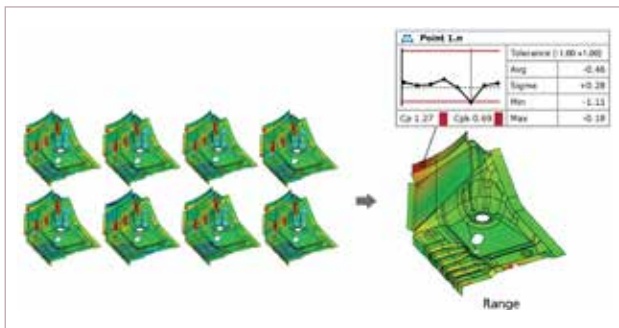 Point 1.n
Tolerance (-1.00 +1.00)
Avg -0.46
Sigma +0.28
Min -1.11
Max -0.18
Cp 1.27 Cpk 0.69
Range